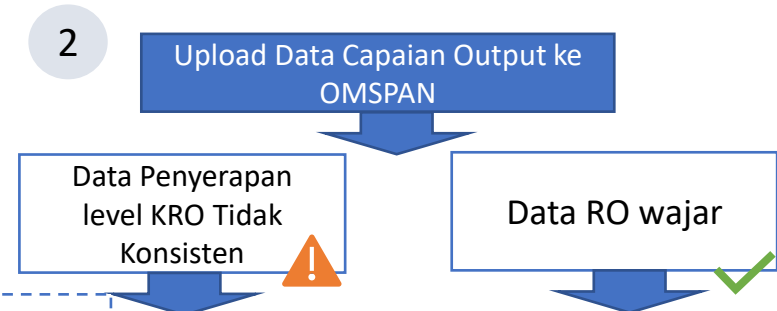 2
Upload Data Capaian Output ke
OMSPAN
Data Penyerapan
level KRO Tidak
Konsisten
Data RO wajar